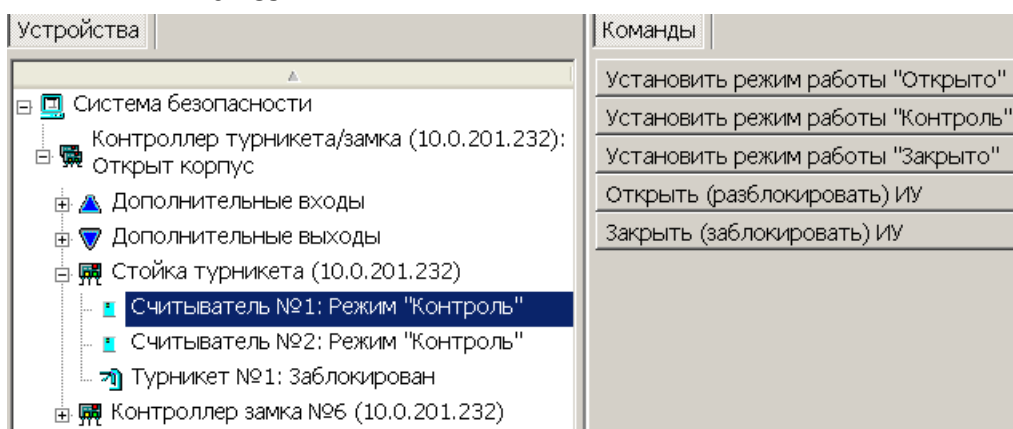 Устройства
Система безопасности
Контроллер турникета/замка (10.0.201.232):
Открыт корпус
Дополнительные входы
Дополнительные выходы
Стойка турникета (10.0.201.232)
Считыватель №1: Режим "Контроль"
Считыватель №2: Режим "Контроль"
Турникет №1: Заблокирован
Контроллер замка №6 (10.0.201.232)
Команды
Установить режим работы "Открыто"
Установить режим работы "Контроль"
Установить режим работы "Закрыто"
Открыть (разблокировать) ИУ
Закрыть (заблокировать) ИУ